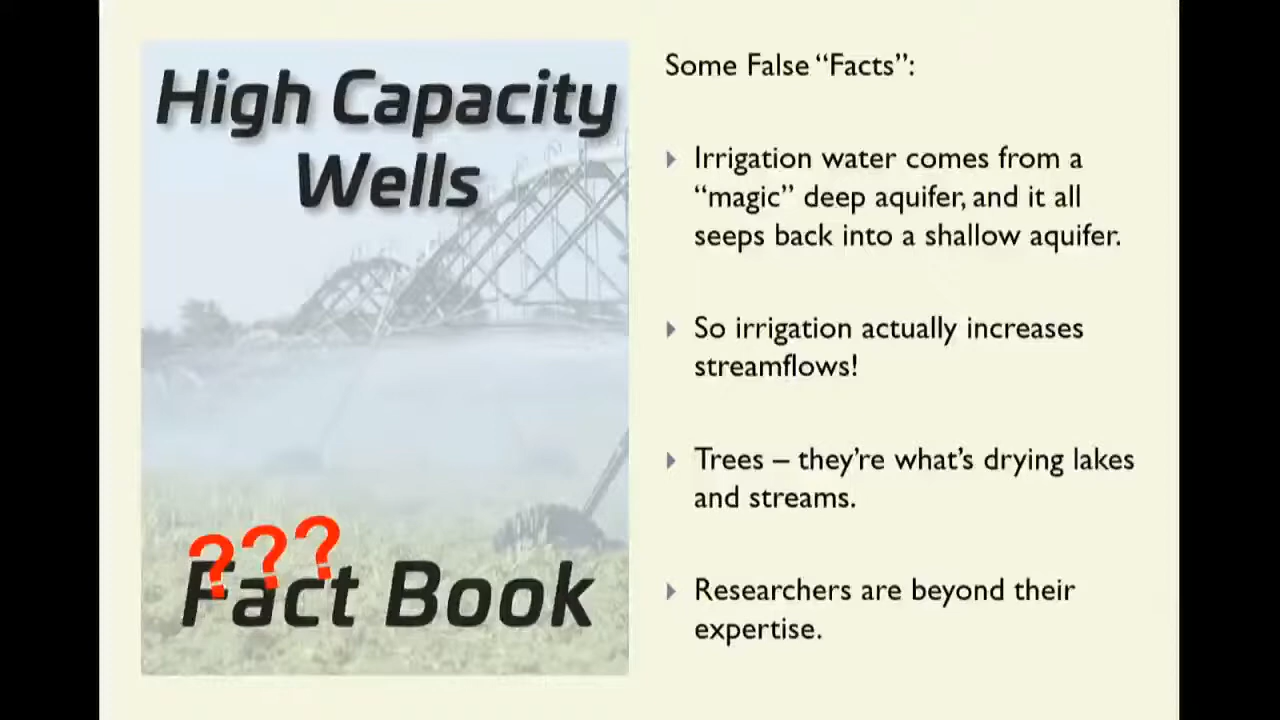 High Capacity
Wells
???
Fact Book
Some False “Facts”:
Irrigation water comes from a
“magic” deep aquifer, and it all
seeps back into a shallow aquifer.
So irrigation actually increases
streamflows!
Trees – they’re what’s drying lakes
and streams.
Researchers are beyond their
expertise.